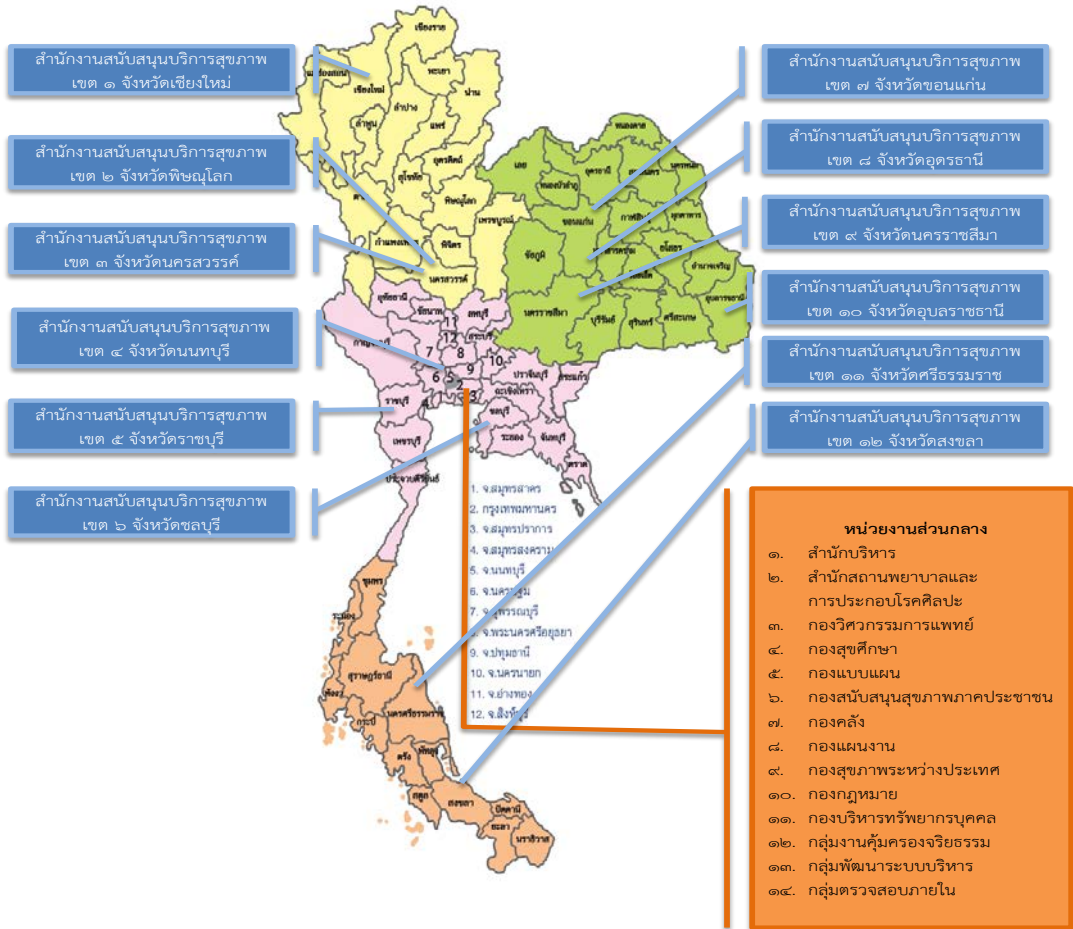 สำนักงานสนับสนุนบริการสุขภาพ
เขต ๑ จังหวัดเชียงใหม่
สำนักงานสนับสนุนบริการสุขภาพ
เขต ๒ จังหวัดพิษณุโลก
สำนักงานสนับสนุนบริการสุขภาพ
เขต ๓ จังหวัดนครสวรรค์
สำนักงานสนับสนุนบริการสุขภาพ
เขต ๔ จังหวัดนนทบุรี
สำนักงานสนับสนุนบริการสุขภาพ
เขต ๕ จังหวัดราชบุรี
สำนักงานสนับสนุนบริการสุขภาพ
เขต ๖ จังหวัดชลบุรี
เชียงราย
พะเยา
เชียงใหม่
น่าน
ลำปาง
ลำพูน
แพร่
อุตรดิตถ์
สุโขทัย
พิษณุโลก
เพชรบูรณ์
พิจิตร
นครสวรรค์
หนองคาย
เลย
อุดรธานี
หนองบัวลำภู
ขอนแก่น
มุกดาหาร
ชัยภูมิ
ยโสธร
อำนาจเจริญ
นครราชสีมา
บุรีรัมย์
สุรินทร์
ศรีสะเกษ
อุบลราชธานี
อุทัยธานี
ชัยนาท
ลพบุรี
11
12
สระบุรี
7
8
10
9
6
5
2
1
3
4
ปราจีนบุรี
สระแก้ว
ฉะเชิงเทรา
ราชบุรี
ชลบุรี
เพชรบุรี
ระยอง
จันทบุรี
ตราด
ประจวบคีรีขันธ์
ชุมพร
ระนอง
สุราษฎร์ธานี
พังงา
นครศรีธรรมราช
กระบี่
ตรัง
พัทลุง
สตูล
สงขลา
ปัตตานี
ยะลา
นราธิวาส
1. จ.สมุทรสาคร
2. กรุงเทพมหานคร
3. จ.สมุทรปราการ
4. จ.สมุทรสงคราม
5. จ.นนทบุรี
6. จ.นครปฐม
7. จ.สุพรรณบุรี
จ.พระนครศรีอยุธยา
9. จ.ปทุมธานี
10. จ.นครนายก
11. จ.อ่างทอง
12. จ.สิงห์บุรี
สำนักงานสนับสนุนบริการสุขภาพ
เขต ๗ จังหวัดขอนแก่น
สำนักงานสนับสนุนบริการสุขภาพ
เขต ๘ จังหวัดอุดรธานี
สำนักงานสนับสนุนบริการสุขภาพ
เขต ๙ จังหวัดนครราชสีมา
สำนักงานสนับสนุนบริการสุขภาพ
เขต ๑๐ จังหวัดอุบลราชธานี
สำนักงานสนับสนุนบริการสุขภาพ
เขต ๑๑ จังหวัดศรีธรรมราช
สำนักงานสนับสนุนบริการสุขภาพ
เขต ๑๒ จังหวัดสงขลา
หน่วยงานส่วนกลาง
๑. สำนักบริหาร
๒. สำนักสถานพยาบาลและ
การประกอบโรคศิลปะ
๓. กองวิศวกรรมการแพทย์
๔. กองสุขศึกษา
๕. กองแบบแผน
๖. กองสนับสนุนสุขภาพภาคประชาชน
๗. กองคลัง
๘. กองแผนงาน
๙. กองสุขภาพระหว่างประเทศ
๑๐. กองกฎหมาย
๑๑. กองบริหารทรัพยากรบุคคล
๑๒. กลุ่มงานคุ้มครองจริยธรรม
๑๓. กลุ่มพัฒนาระบบบริหาร
๑๔. กลุ่มตรวจสอบภายใน